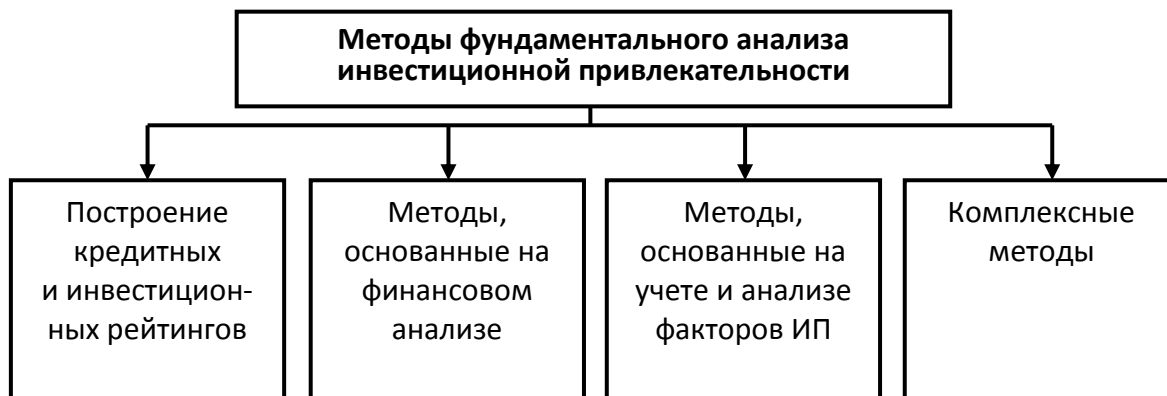 Методы фундаментального анализа
инвестиционной привлекательности
Построение
кредитных
и инвестицион-
ных рейтингов
Методы,
основанные на
финансовом
анализе
Методы,
основанные на
учете и анализе
факторов ИП
Комплексные
методы